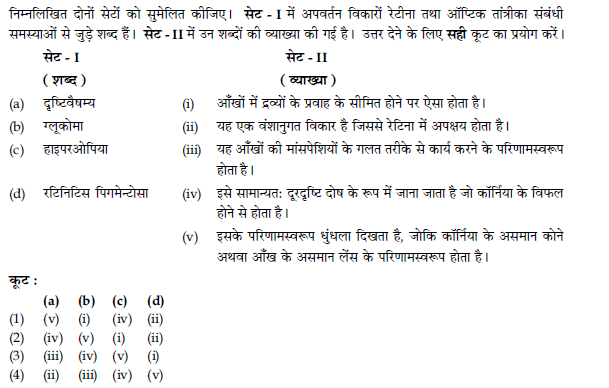 निम्नलिखित दोनों सेटों को सुमेलित कीजिए। सेट - I में अपवर्तन विकारों रेटीना तथा ऑप्टिक तांत्रीका संबंधी
समस्याओं से जुड़े शब्द हैं। सेट - II में उन शब्दों की व्याख्या की गई है। उत्तर देने के लिए सही कूट का प्रयोग करें।
सेट - I सेट - II
( शब्द ) ( व्याख्या )
(a) दृष्टिवैषम्य (i) आँखों में द्रव्यों के प्रवाह के सीमित होने पर ऐसा होता है।
(b) ग्लूकोमा (ii) यह एक वंशानुगत विकार है जिससे रेटिना में अपक्षय होता है।
(c) हाइपरओपिया (iii) यह आँखों की मांसपेशियों के गलत तरीके से कार्य करने के परिणामस्वरूप
होता है।
(d) रटिनिटिस पिगमेन्टोसा (iv) इसे सामान्यत: दूरदृष्टि दोष के रूप में जाना जाता है जो कॉर्निया के विफल
होने से होता है।
(v) इसके परिणामस्वरूप धुंधला दिखता है, जोकि कॉर्निया के असमान कोने
अथवा आँख के असमान लेंस के परिणामस्वरूप होता है।
कूट :
(a) (b) (c) (d)
(1) (v) (i) (iv) (ii)
(2) (iv) (v) (i) (ii)
(3) (iii) (iv) (v) (i)
(4) (ii) (iii) (iv) (v)